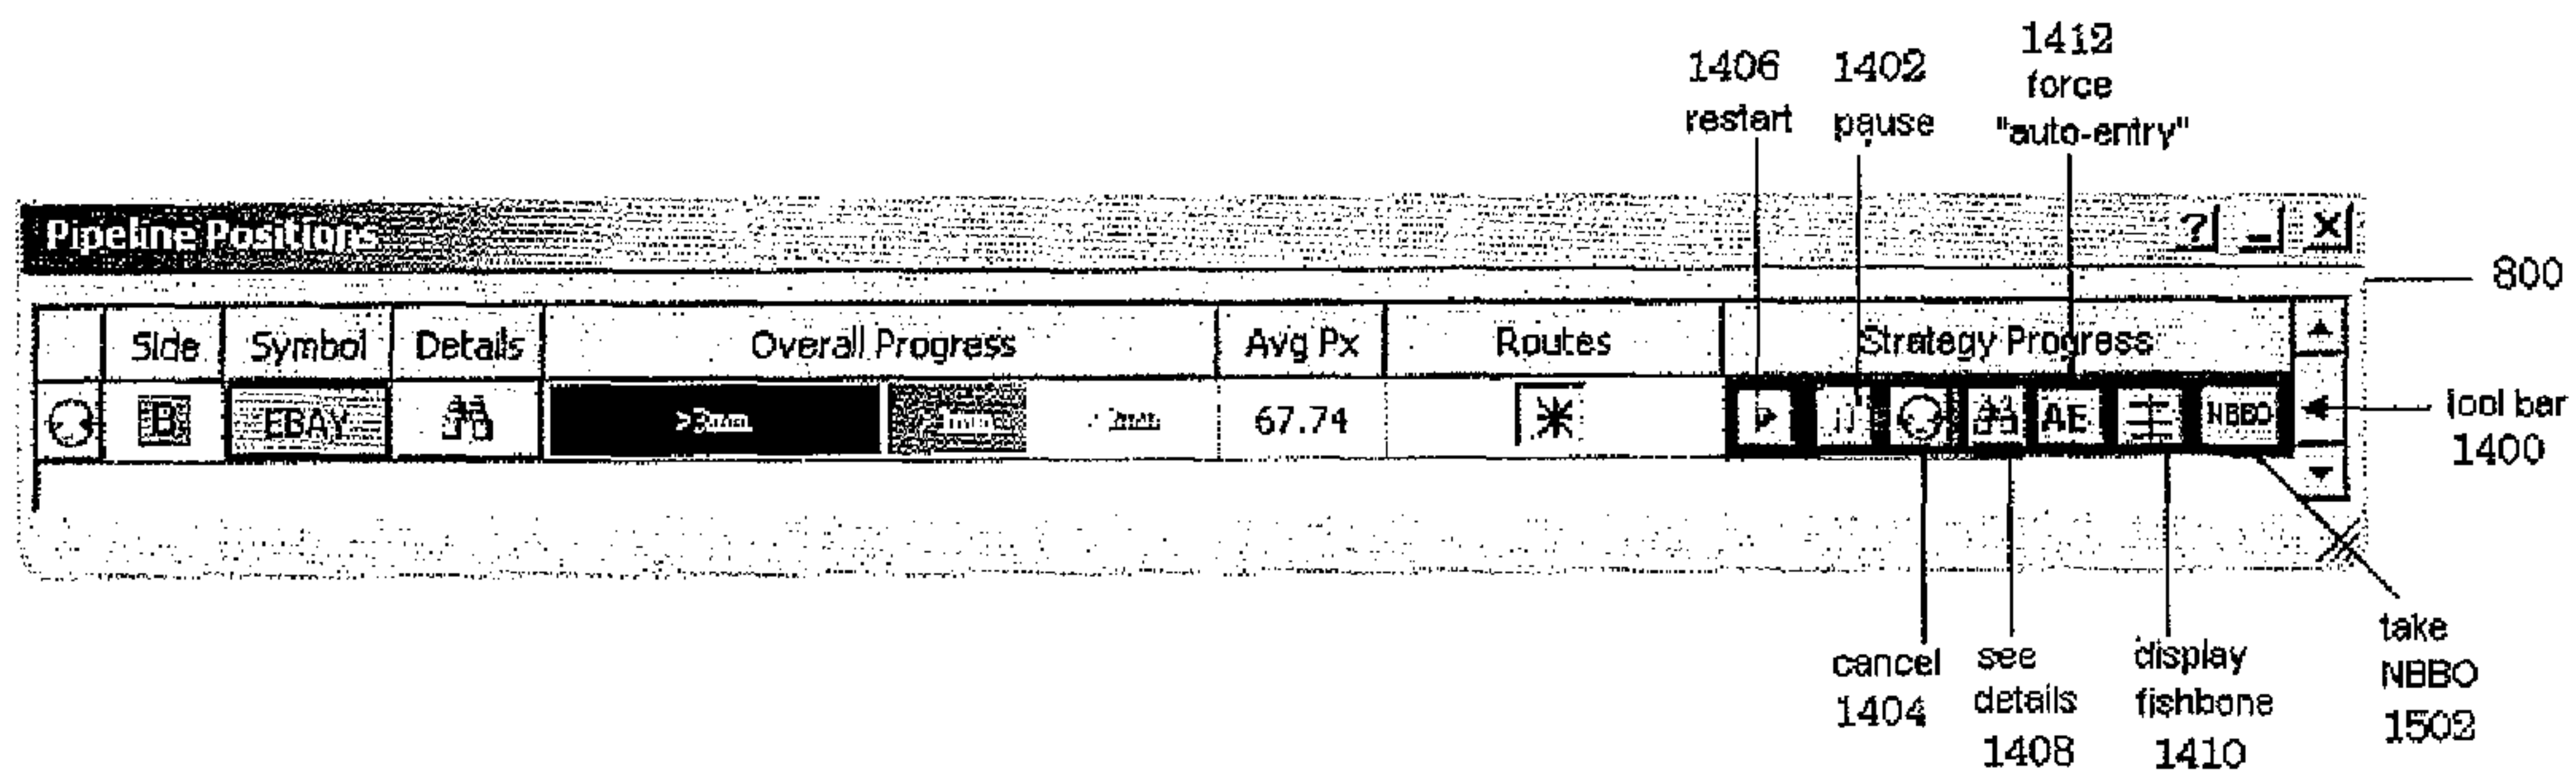 1412
1406 1402 force
restart pause "auto-entry"
Pipeline Positions ? _ X
800
Side Symbol Details Overall Progress Avg Px Routes Strategy Progress
B EBAY 67.74 AE NBBO
tool bar
1400
take
cancel see display NBBO
1404 details fishbone 1502
1408 1410